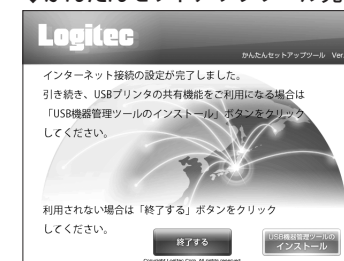 Logitec
かんたんセットアップツール Ver.
インターネット接続の設定が完了しました。
引き続き、USBプリンタの共有機能をご利用になる場合は
「USB機器管理ツールのインストール」ボタンをクリック
してください。
利用されない場合は「終了する」ボタンをクリック
してください。
終了する
USB機器管理ツールの
インストール
Copyright Logitec Corp. All rights reserved.